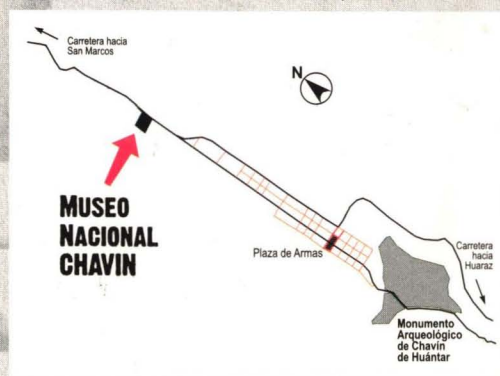 Carretera hacia
San Marcos
N
MUSEO
NACIONAL
CHAVIN
Plaza de Armas
Carretera
hacia
Huaraz
Monumento
Arqueológico
de Chavín
de Huántar